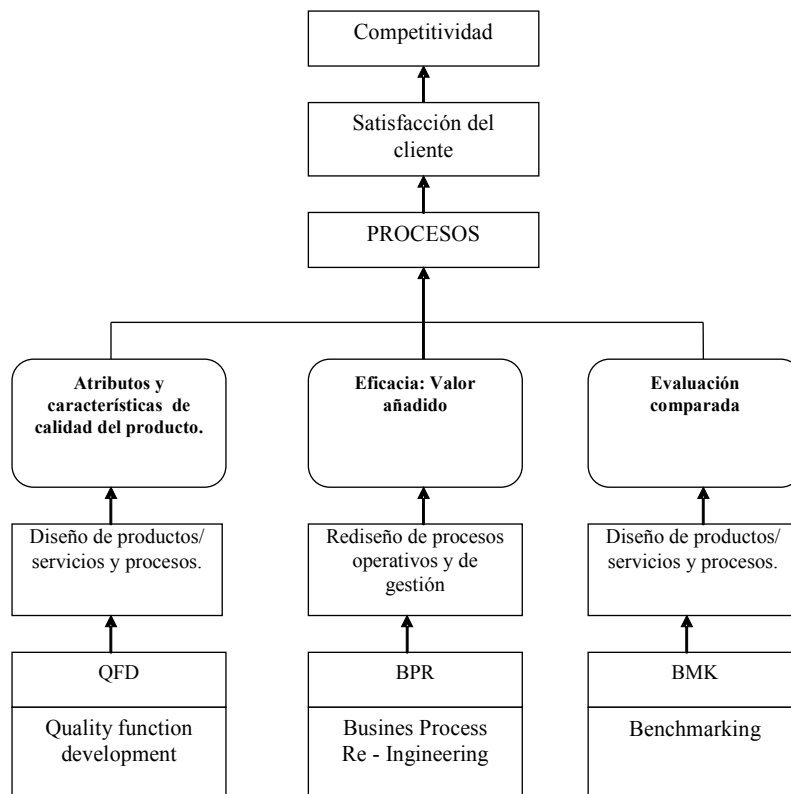 Competitividad
Satisfacción del
cliente
PROCESOS
Atributos y
características de
calidad del producto.
Eficacia: Valor
añadido
Evaluación
comparada
Diseño de productos/
servicios y procesos.
Rediseño de procesos
operativos y de
gestión
Diseño de productos/
servicios y procesos.
QFD
BPR
BMK
Quality function
development
Busines Process
Re - Ingineering
Benchmarking